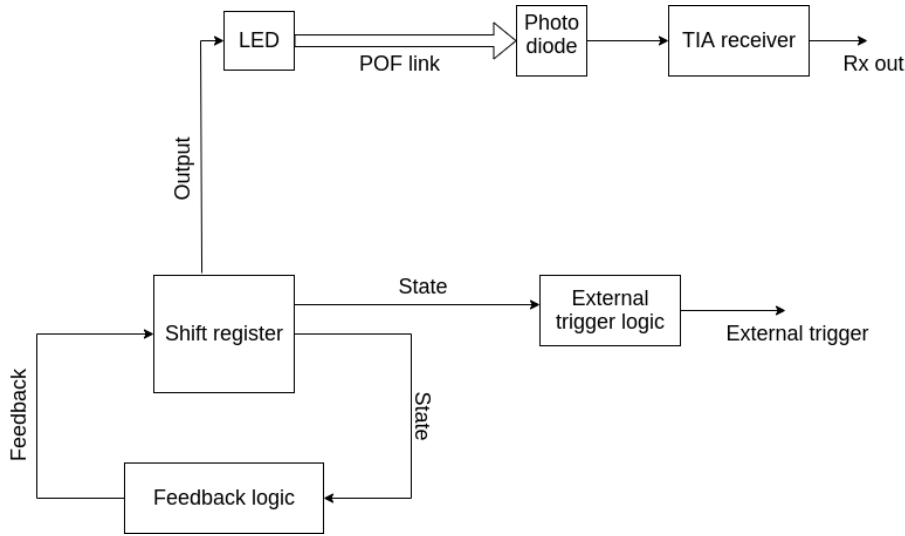 LED
POF link
Photo
diode
TIA receiver
Rx out
Output
Shift register
State
External
trigger logic
External trigger
Feedback
State
Feedback logic